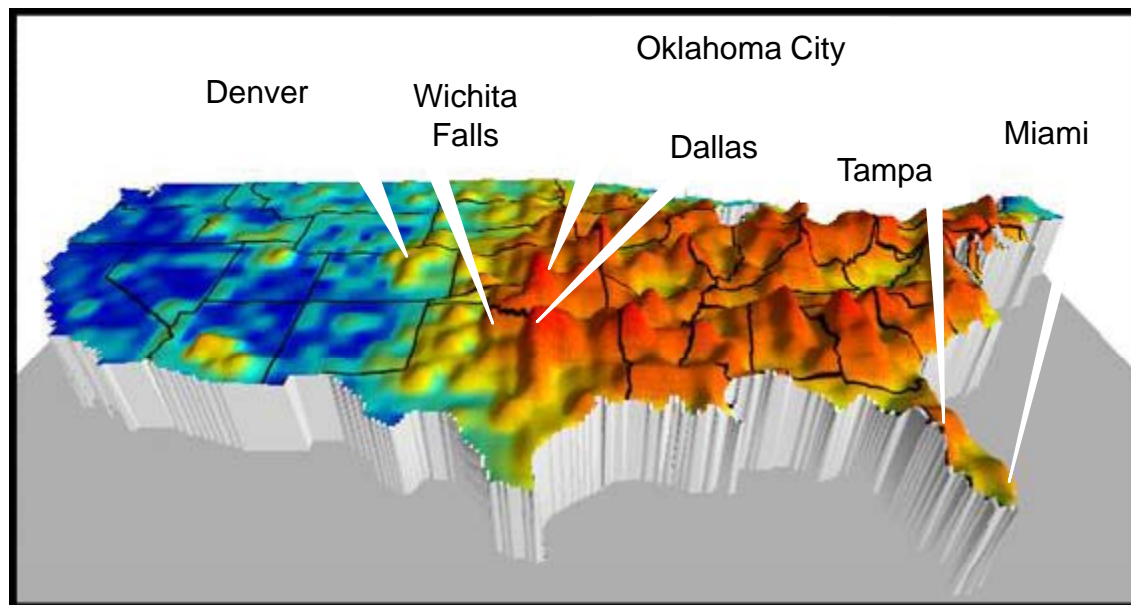 Oklahoma City
Denver
Wichita
Falls
Dallas
Miami
Tampa